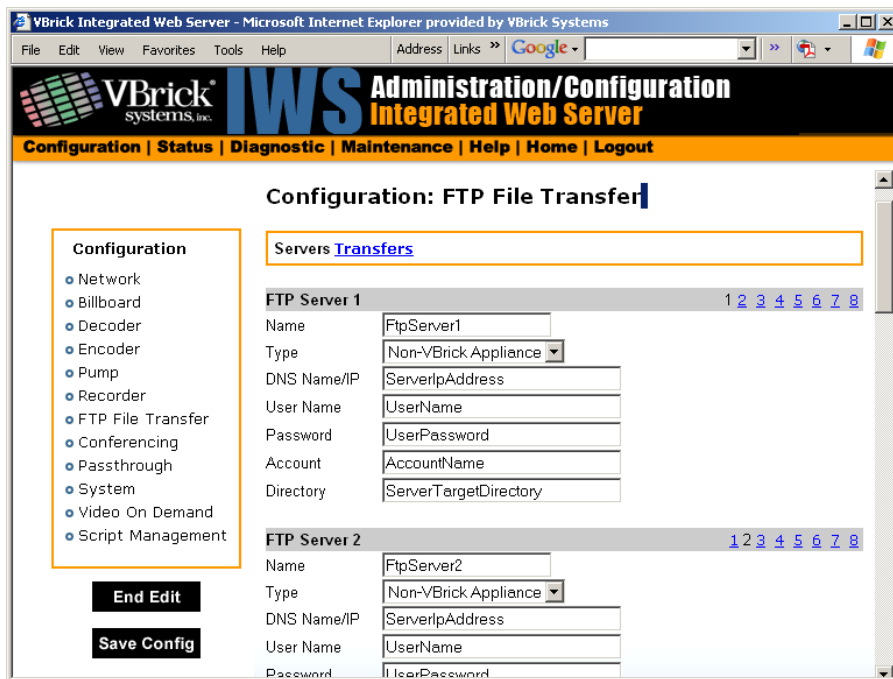 VBrick Integrated Web Server - Microsoft Internet Explorer provided by VBrick Systems
File Edit View Favorites Tools Help Address Links » Google »
VBrick systems, inc. IWS Administration/Configuration
Integrated Web Server
Configuration | Status | Diagnostic | Maintenance | Help | Home | Logout
Configuration: FTP File Transfer
Configuration
Network
Billboard
Decoder
Encoder
Pump
Recorder
FTP File Transfer
Conferencing
Passthrough
System
Video On Demand
Script Management
End Edit
Save Config
Servers Transfers
FTP Server 1 1 2 3 4 5 6 7 8
Name FtpServer1
Type Non-VBrick Appliance
DNS Name/IP ServerIpAddress
User Name UserName
Password UserPassword
Account AccountName
Directory ServerTargetDirectory
FTP Server 2 1 2 3 4 5 6 7 8
Name FtpServer2
Type Non-VBrick Appliance
DNS Name/IP ServerIpAddress
User Name UserName
Password UserPassword